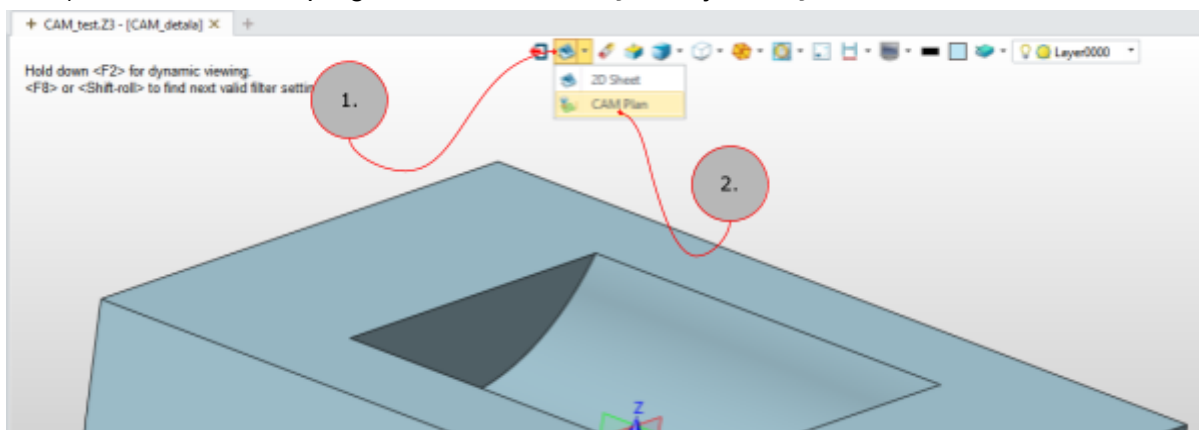 CAM_test.Z3 - [CAM_detala]
Hold down <F2> for dynamic viewing.
<F8> or <Shift-roll> to find next valid filter
Layer0000
2D Sheet
CAM Plan
1.
2.
Z